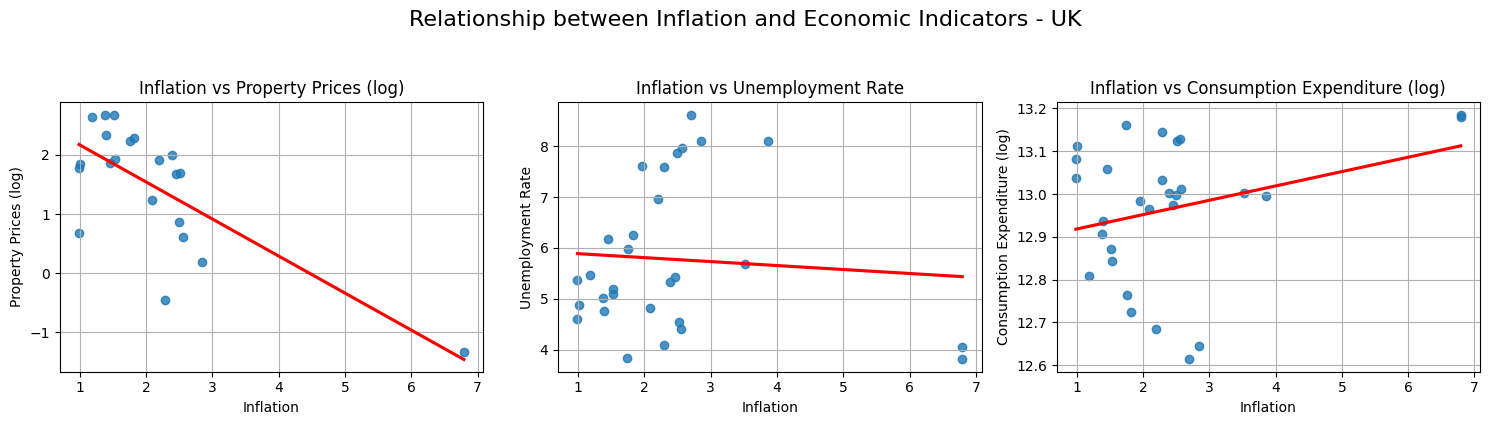 Relationship between Inflation and Economic Indicators - UK
Inflation vs Property Prices (log)
Property Prices (log)
2
1
0
−1
1 2 3 4 5 6 7
Inflation
Inflation vs Unemployment Rate
Unemployment Rate
8
7
6
5
4
1 2 3 4 5 6 7
Inflation
Inflation vs Consumption Expenditure (log)
Consumption Expenditure (log)
13.2
13.1
13.0
12.9
12.8
12.7
12.6
1 2 3 4 5 6 7
Inflation